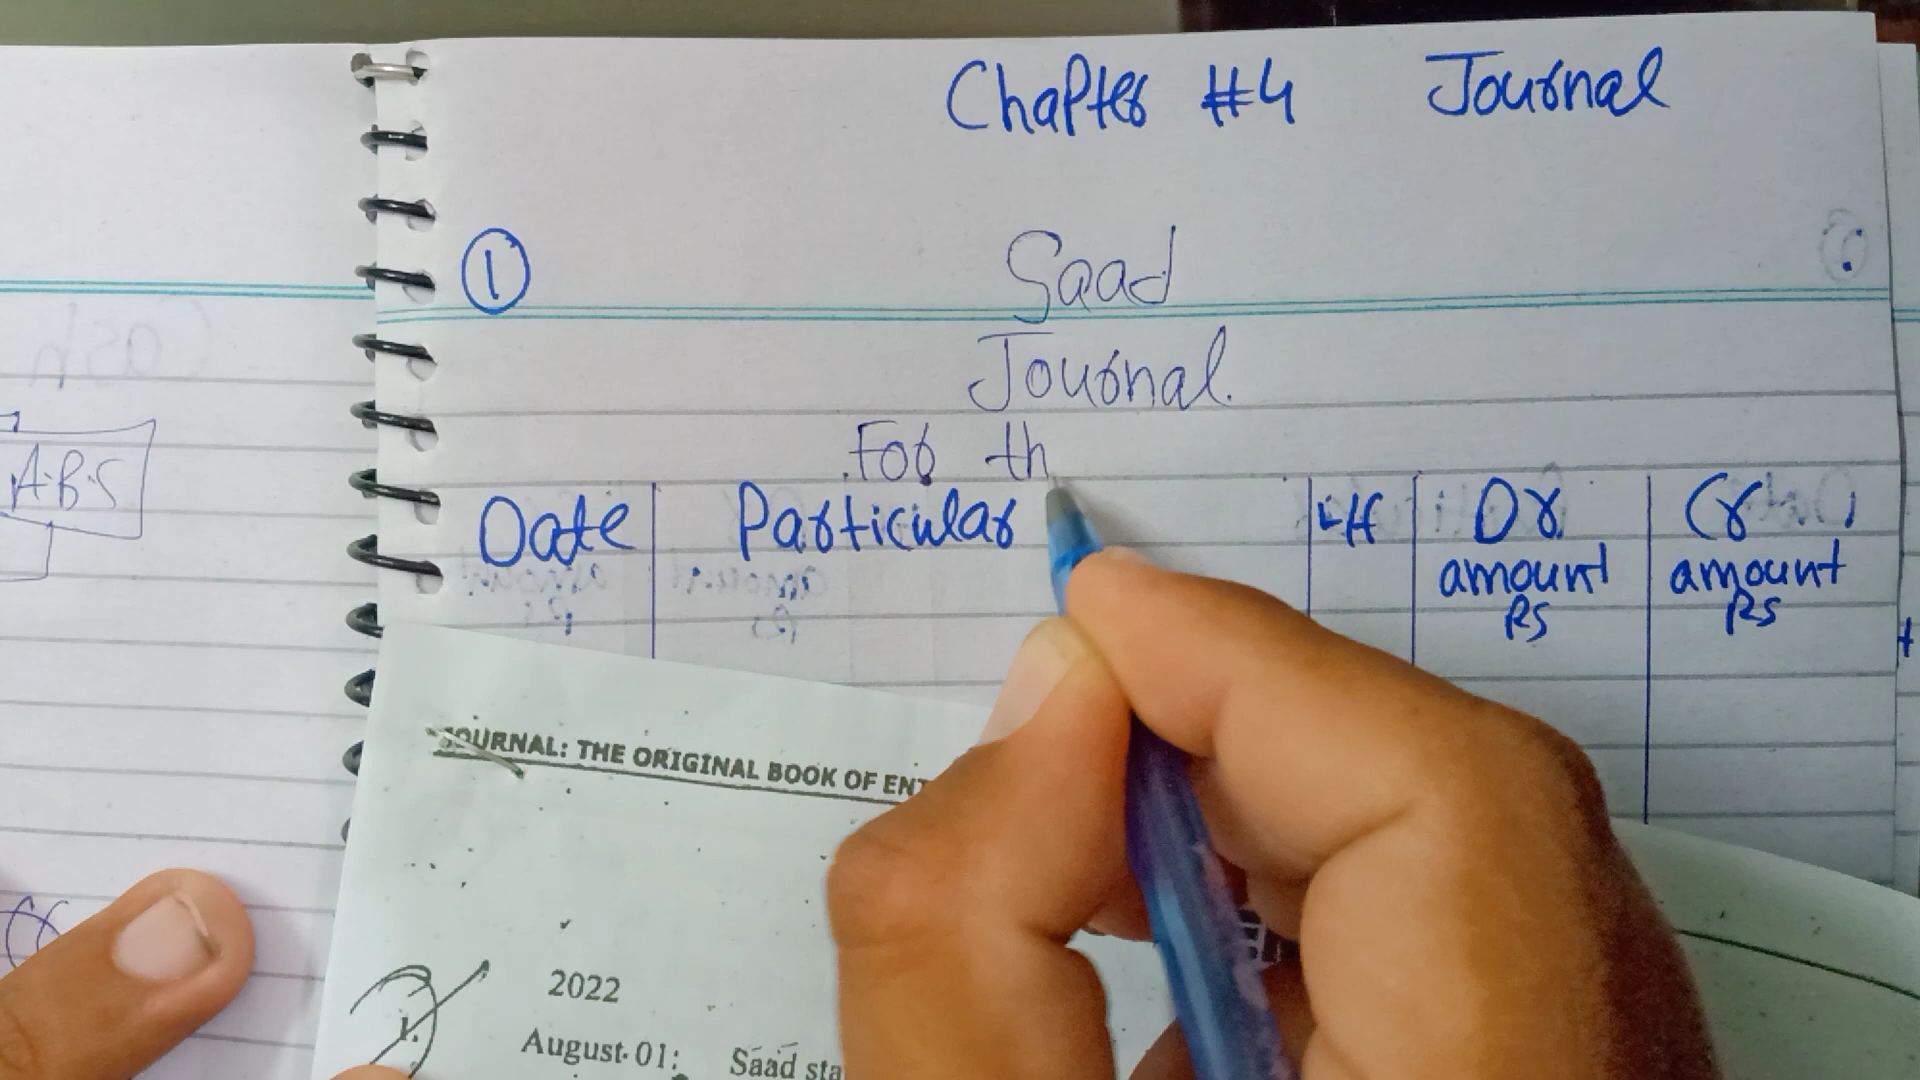 Chapter #4 Journal
1
Saad
Journal.
For th
Date Particular L.f Dr Cr
amount amount
Rs Rs
A.B.S
Cash
JOURNAL: THE ORIGINAL BOOK OF ENT
1.
2022
August 01: Saad sta